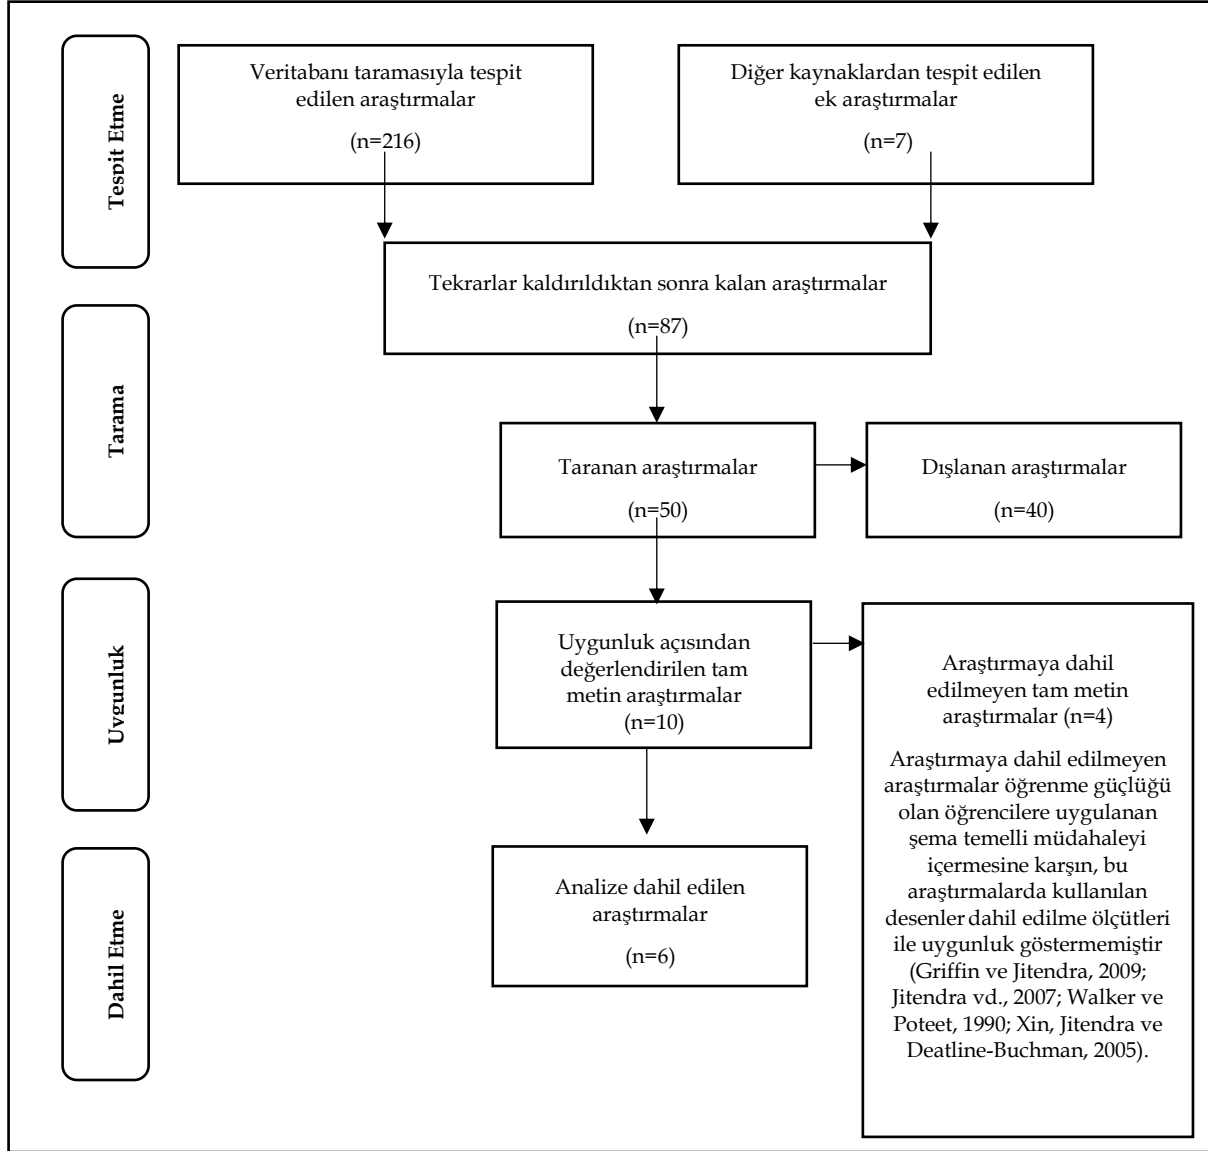 Tespit Etme
Veritabanı taramasıyla tespit
edilen araştırmalar
(n=216)
Diğer kaynaklardan tespit edilen
ek araştırmalar
(n=7)
Tekrarlar kaldırıldıktan sonra kalan araştırmalar
(n=87)
Tarama
Taranan araştırmalar
(n=50)
Dışlanan araştırmalar
(n=40)
Uygunluk
Uygunluk açısından
değerlendirilen tam
metin araştırmalar
(n=10)
Araştırmaya dahil
edilmeyen tam metin
araştırmalar (n=4)
Araştırmaya dahil edilmeyen
araştırmalar öğrenme güçlüğü
olan öğrencilere uygulanan
şema temelli müdahaleyi
içermesine karşın, bu
araştırmalarda kullanılan
desenler dahil edilme ölçütleri
ile uygunluk göstermemiştir
(Griffin ve Jitendra, 2009;
Jitendra vd., 2007; Walker ve
Poteet, 1990; Xin, Jitendra ve
Deatline-Buchman, 2005).
Dahil Etme
Analize dahil edilen
araştırmalar
(n=6)